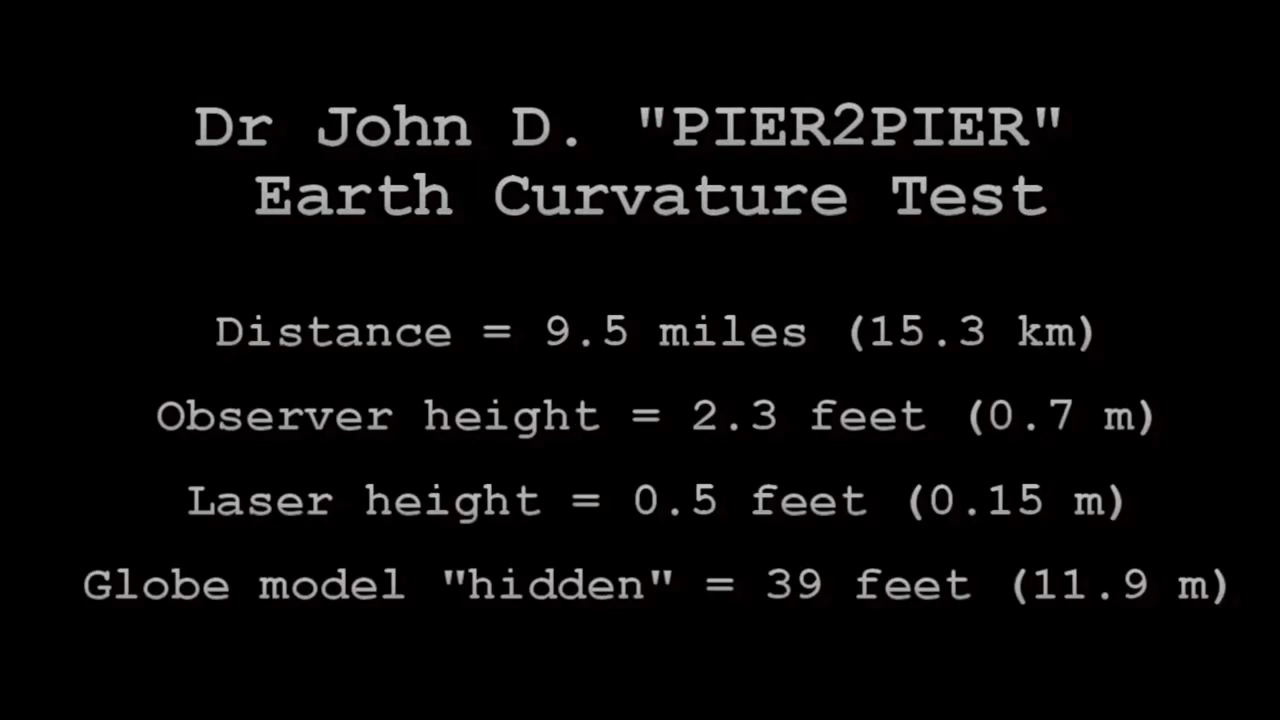 Dr John D. "PIER2PIER"
Earth Curvature Test
Distance = 9.5 miles (15.3 km)
Observer height = 2.3 feet (0.7 m)
Laser height = 0.5 feet (0.15 m)
Globe model "hidden" = 39 feet (11.9 m)